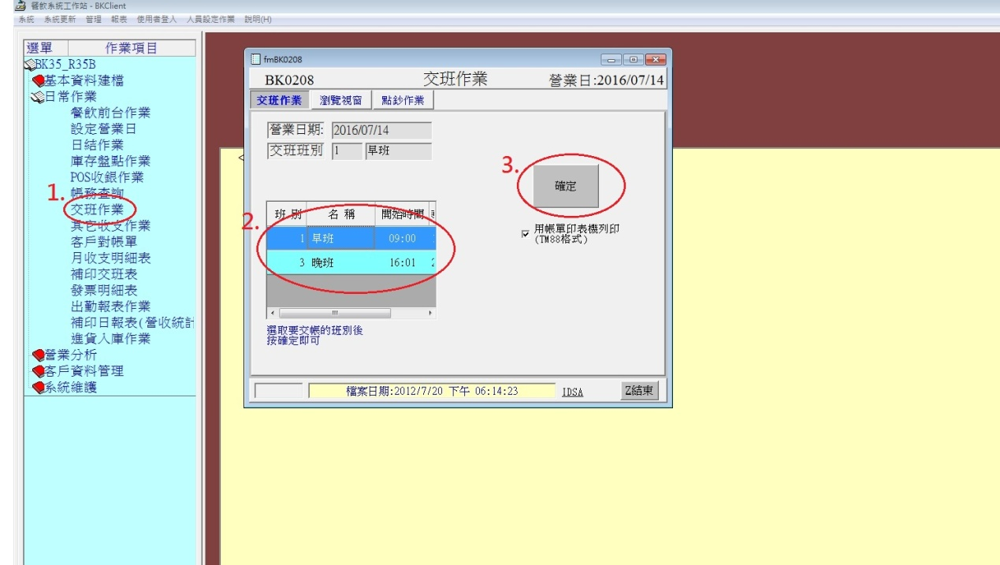 餐飲系統工作站 - BKClient
系統 系統更新 管理 報表 使用者登入 人員設定作業 說明(H)
選單 作業項目
BK35_R35B
基本資料建檔
日常作業
餐飲前台作業
設定營業日
日結作業
庫存盤點作業
POS收銀作業
帳務查詢
1.
交班作業
其它收支作業
客戶對帳單
月收支明細表
補印交班表
發票明細表
出勤報表作業
補印日報表(營收統計
進貨入庫作業
營業分析
客戶資料管理
系統維護
fmBK0208
BK0208 交班作業 營業日:2016/07/14
交班作業 瀏覽視窗 點鈔作業
營業日期: 2016/07/14
交班班別 1 早班
3.
確定
用帳單印表機列印
(TM88格式)
2.
班 別 名 稱 開始時間
1 早班 09:00
3 晚班 16:01
選取要交帳的班別後
按確定即可
檔案日期:2012/7/20 下午 06:14:23 IDSA Z結束